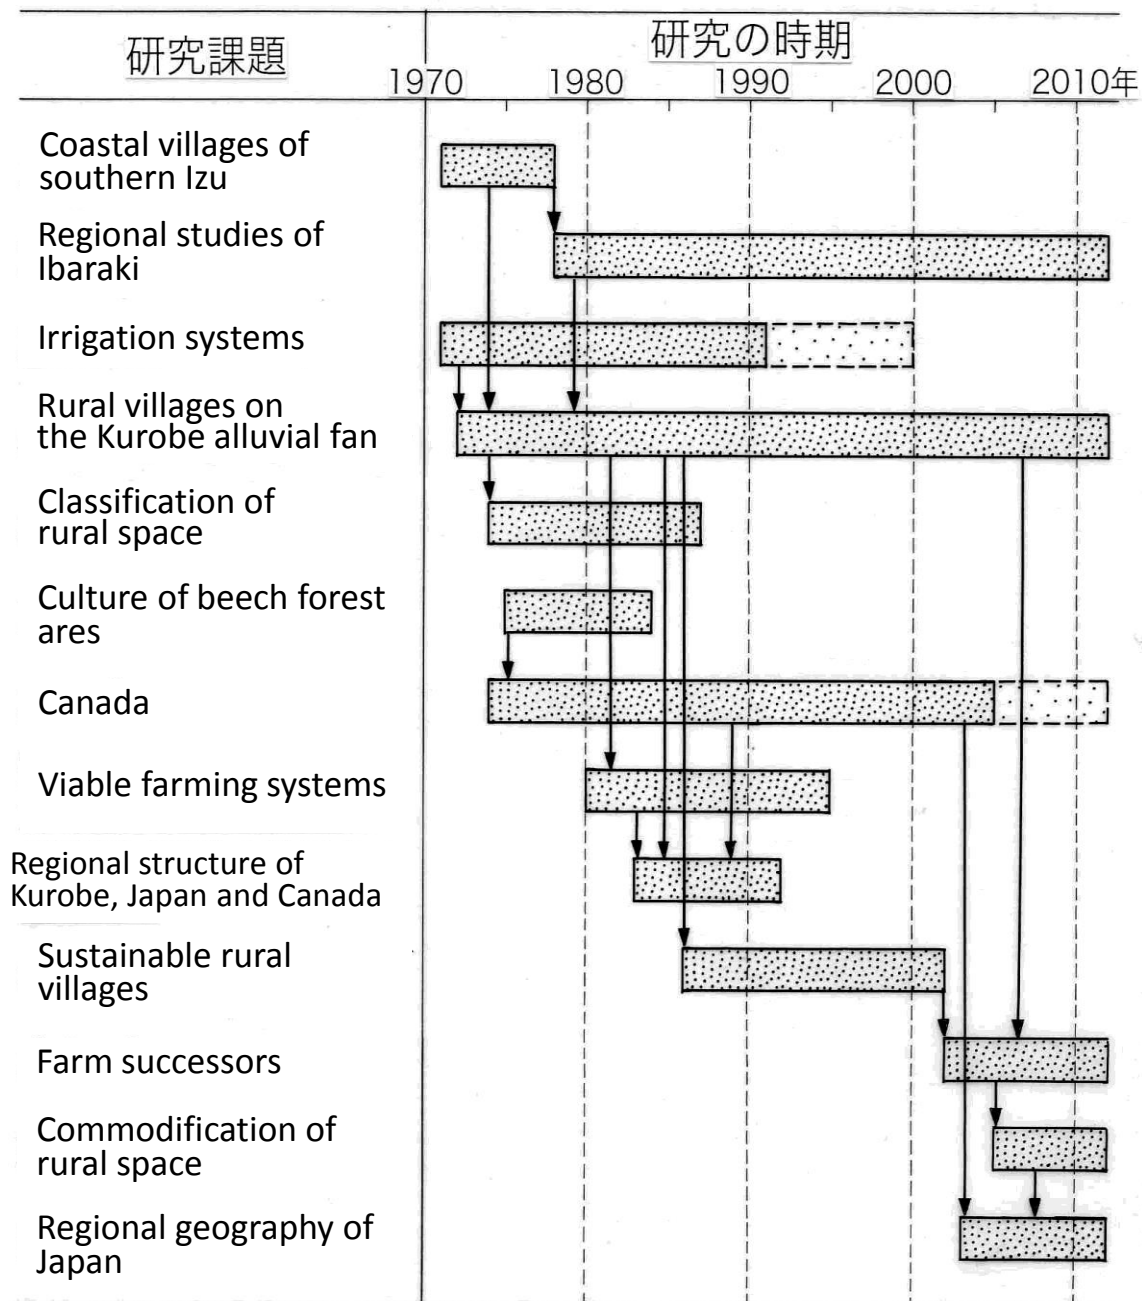 研究課題
研究の時期
1970 1980 1990 2000 2010年
Coastal villages of
southern Izu
Regional studies of
Ibaraki
Irrigation systems
Rural villages on
the Kurobe alluvial fan
Classification of
rural space
Culture of beech forest
ares
Canada
Viable farming systems
Regional structure of
Kurobe, Japan and Canada
Sustainable rural
villages
Farm successors
Commodification of
rural space
Regional geography of
Japan